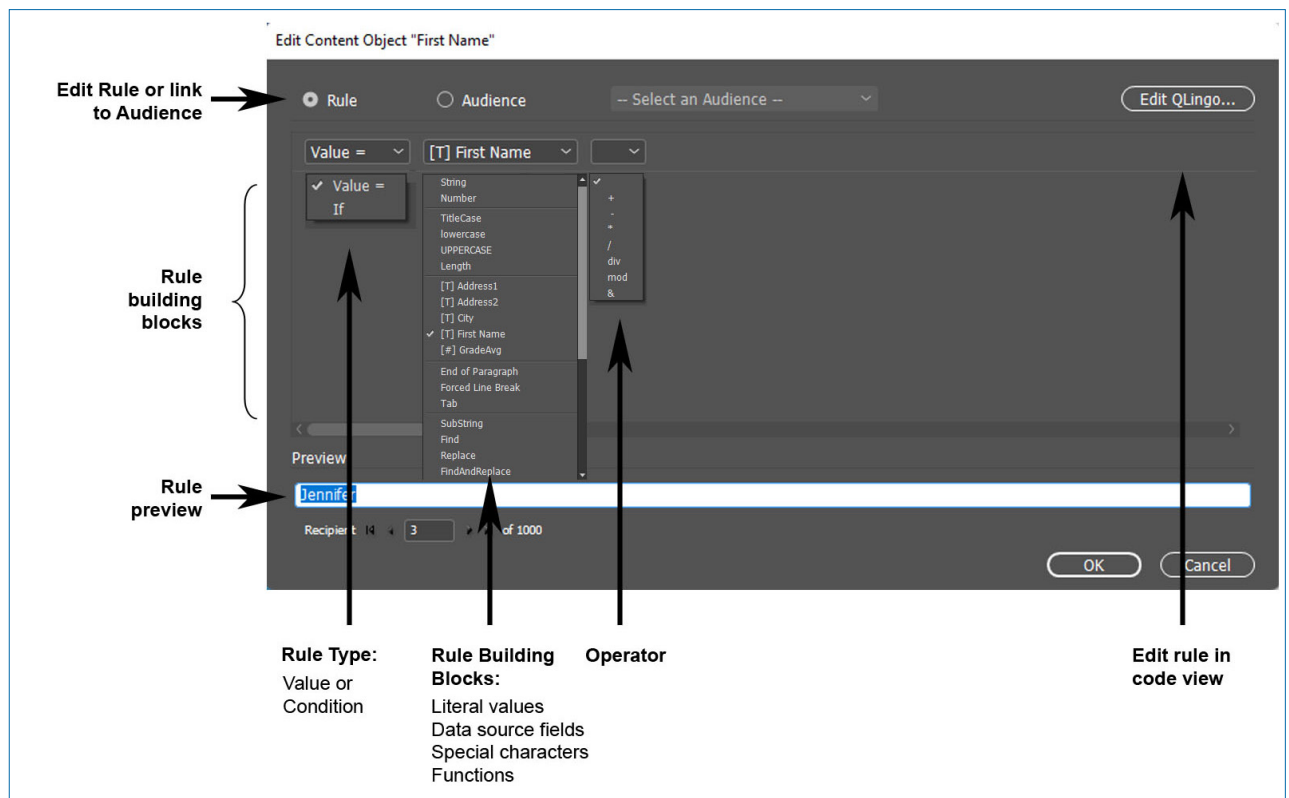 Edit Content Object "First Name"
Edit Rule or link
to Audience
Rule
Audience
-- Select an Audience --
Edit QLingo...
Value =
[T] First Name
Value =
If
String
Number
TitleCase
lowercase
UPPERCASE
Length
[T] Address1
[T] Address2
[T] City
[T] First Name
[#] GradeAvg
End of Paragraph
Forced Line Break
Tab
SubString
Find
Replace
FindAndReplace
+
-
*
/
div
mod
&
Rule
building
blocks
Preview
Rule
preview
Jennifer
Recipient 3 of 1000
OK
Cancel
Rule Type:
Value or
Condition
Rule Building
Blocks:
Literal values
Data source fields
Special characters
Functions
Operator
Edit rule in
code view